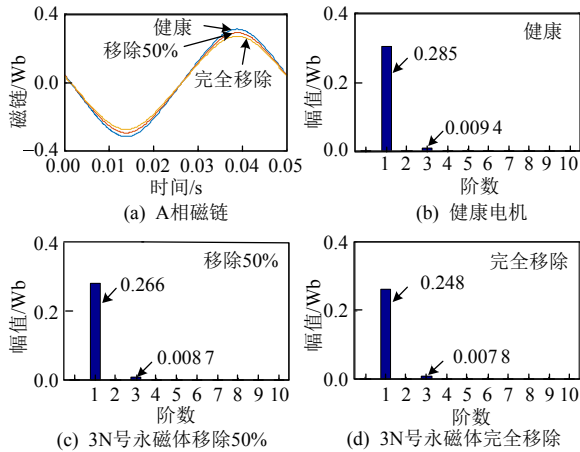 0.4
健康
移除50%
完全移除
0.0
−0.4
磁链/Wb
0.00 0.01 0.02 0.03 0.04 0.05
时间/s
(a) A相磁链
0.4
健康
0.285
0.2
0.009 4
0.0
幅值/Wb
1 2 3 4 5 6 7 8 9 10
阶数
(b) 健康电机
0.4
移除50%
0.266
0.2
0.008 7
0.0
幅值/Wb
1 2 3 4 5 6 7 8 9 10
阶数
(c) 3N号永磁体移除50%
0.4
完全移除
0.248
0.2
0.007 8
0.0
幅值/Wb
1 2 3 4 5 6 7 8 9 10
阶数
(d) 3N号永磁体完全移除